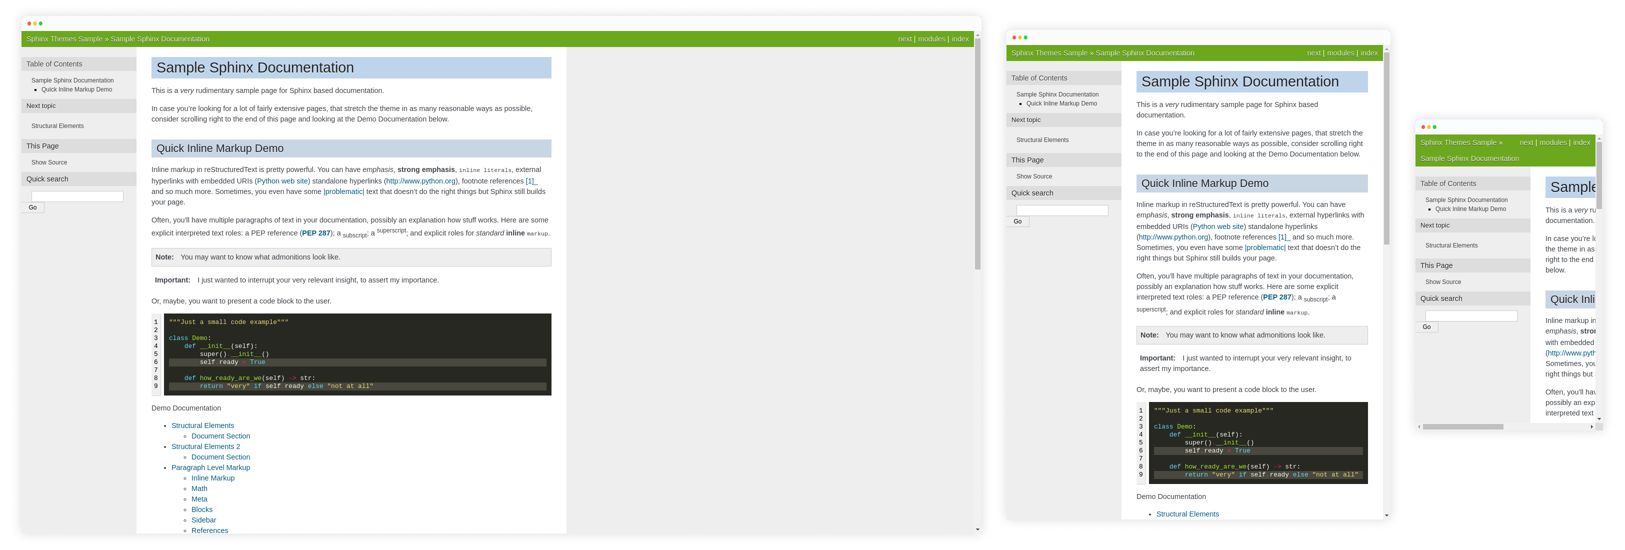 Sphinx Themes Sample » Sample Sphinx Documentation
next | modules | index
Table of Contents
Sample Sphinx Documentation
Quick Inline Markup Demo
Next topic
Structural Elements
This Page
Show Source
Quick search
Go
Sample Sphinx Documentation
This is a very rudimentary sample page for Sphinx based documentation.
In case you're looking for a lot of fairly extensive pages, that stretch the theme in as many reasonable ways as possible,
consider scrolling right to the end of this page and looking at the Demo Documentation below.
Quick Inline Markup Demo
Inline markup in reStructuredText is pretty powerful. You can have emphasis, strong emphasis, inline literals, external
hyperlinks with embedded URIs (Python web site) standalone hyperlinks (http://www.python.org), footnote references [1]_
and so much more. Sometimes, you even have some |problematic| text that doesn't do the right things but Sphinx still builds
your page.
Often, you'll have multiple paragraphs of text in your documentation, possibly an explanation how stuff works. Here are some
explicit interpreted text roles: a PEP reference (PEP 287); a subscript; a superscript; and explicit roles for standard inline markup.
Note: You may want to know what admonitions look like.
Important: I just wanted to interrupt your very relevant insight, to assert my importance.
Or, maybe, you want to present a code block to the user.
1 """Just a small code example"""
2
3 class Demo:
4 def __init__(self):
5 super().__init__()
6 self.ready = True
7
8 def how_ready_are_we(self) -> str:
9 return "very" if self.ready else "not at all"
Demo Documentation
Structural Elements
Document Section
Structural Elements 2
Document Section
Paragraph Level Markup
Inline Markup
Math
Meta
Blocks
Sidebar
References
Sphinx Themes Sample » Sample Sphinx Documentation
next | modules | index
Table of Contents
Sample Sphinx Documentation
Quick Inline Markup Demo
Next topic
Structural Elements
This Page
Show Source
Quick search
Go
Sample Sphinx Documentation
This is a very rudimentary sample page for Sphinx based
documentation.
In case you're looking for a lot of fairly extensive pages, that stretch the
theme in as many reasonable ways as possible, consider scrolling right
to the end of this page and looking at the Demo Documentation below.
Quick Inline Markup Demo
Inline markup in reStructuredText is pretty powerful. You can have
emphasis, strong emphasis, inline literals, external hyperlinks with
embedded URIs (Python web site) standalone hyperlinks
(http://www.python.org), footnote references [1]_ and so much more.
Sometimes, you even have some |problematic| text that doesn't do the
right things but Sphinx still builds your page.
Often, you'll have multiple paragraphs of text in your documentation,
possibly an explanation how stuff works. Here are some explicit
interpreted text roles: a PEP reference (PEP 287); a subscript; a
superscript; and explicit roles for standard inline markup.
Note: You may want to know what admonitions look like.
Important: I just wanted to interrupt your very relevant insight, to
assert my importance.
Or, maybe, you want to present a code block to the user.
1 """Just a small code example"""
2
3 class Demo:
4 def __init__(self):
5 super().__init__()
6 self.ready = True
7
8 def how_ready_are_we(self) -> str:
9 return "very" if self.ready else "not at all"
Demo Documentation
Structural Elements
Sphinx Themes Sample »
next | modules | index
Sample Sphinx Documentation
Table of Contents
Sample Sphinx Documentation
Quick Inline Markup Demo
Next topic
Structural Elements
This Page
Show Source
Quick search
Go
Sample
This is a very ru
documentation.
In case you're lo
the theme in as
right to the end
below.
Quick Inli
Inline markup in
emphasis, stron
embedded
(http://www.pyth
Sometimes, you
right things but
Often, you'll hav
possibly an exp
interpreted text